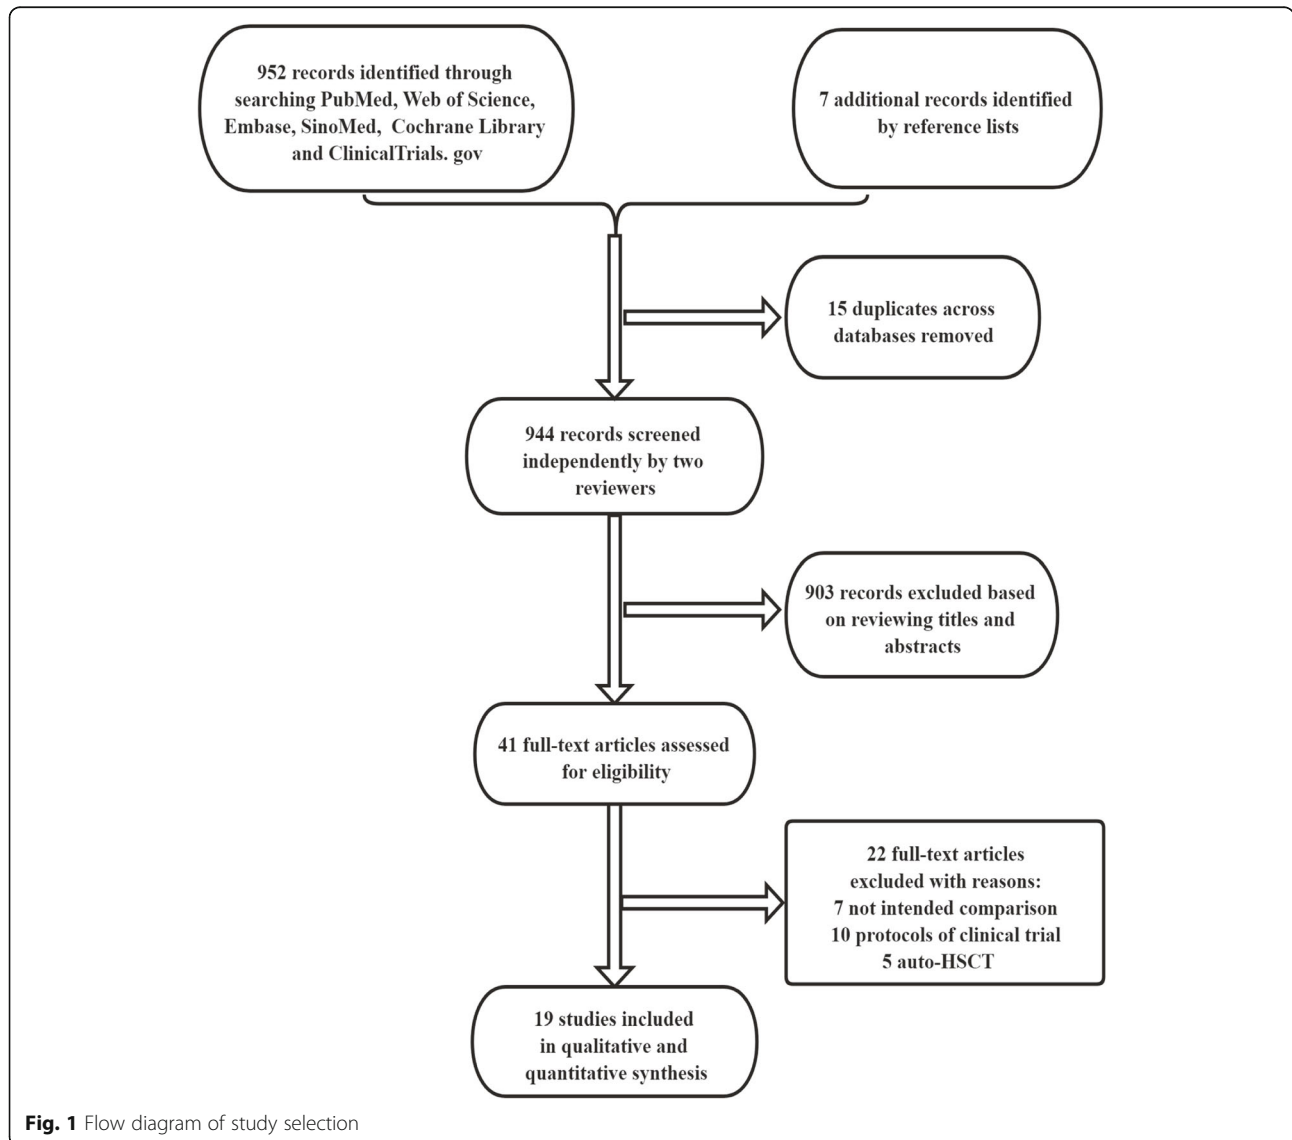 952 records identified through
searching PubMed, Web of Science,
Embase, SinoMed, Cochrane Library
and ClinicalTrials. gov
7 additional records identified
by reference lists
15 duplicates across
databases removed
944 records screened
independently by two
reviewers
903 records excluded based
on reviewing titles and
abstracts
41 full-text articles assessed
for eligibility
22 full-text articles
excluded with reasons:
7 not intended comparison
10 protocols of clinical trial
5 auto-HSCT
19 studies included
in qualitative and
quantitative synthesis
Fig. 1 Flow diagram of study selection